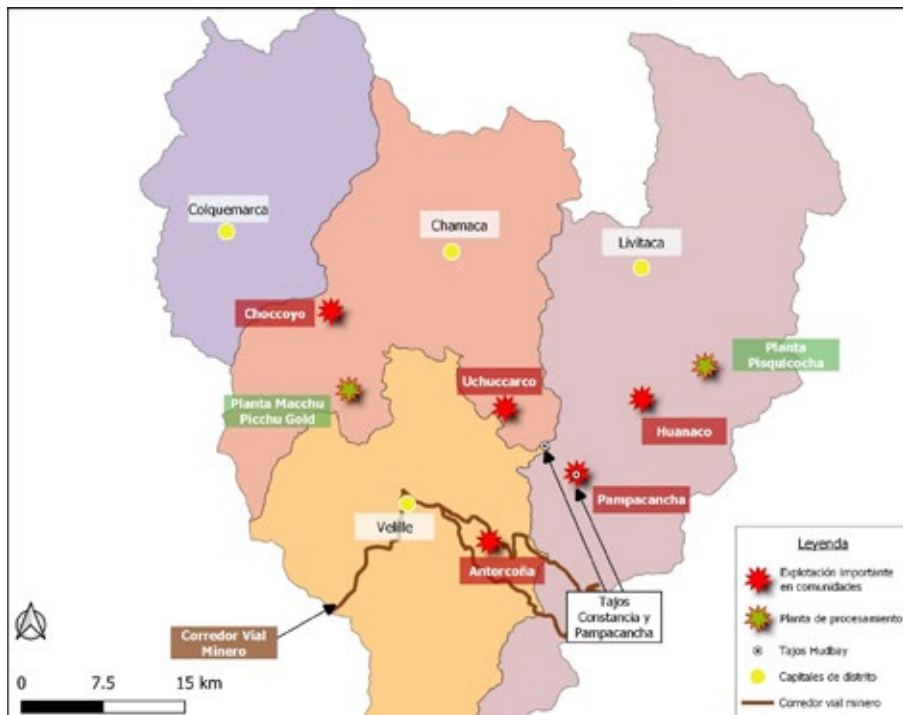 Colquemarca
Chamaca
Livitaca
Choccoyo
Planta
Pisquicocha
Uchuccarco
Planta Macchu
Picchu Gold
Huanaco
Pampacancha
Velille
Antorcoña
Tajos
Constancia y
Pampacancha
Corredor Vial
Minero
0 7.5 15 km
Leyenda
Explotación importante
en comunidades
Planta de procesamiento
Tajos Hudbay
Capitales de distrito
Corredor vial minero